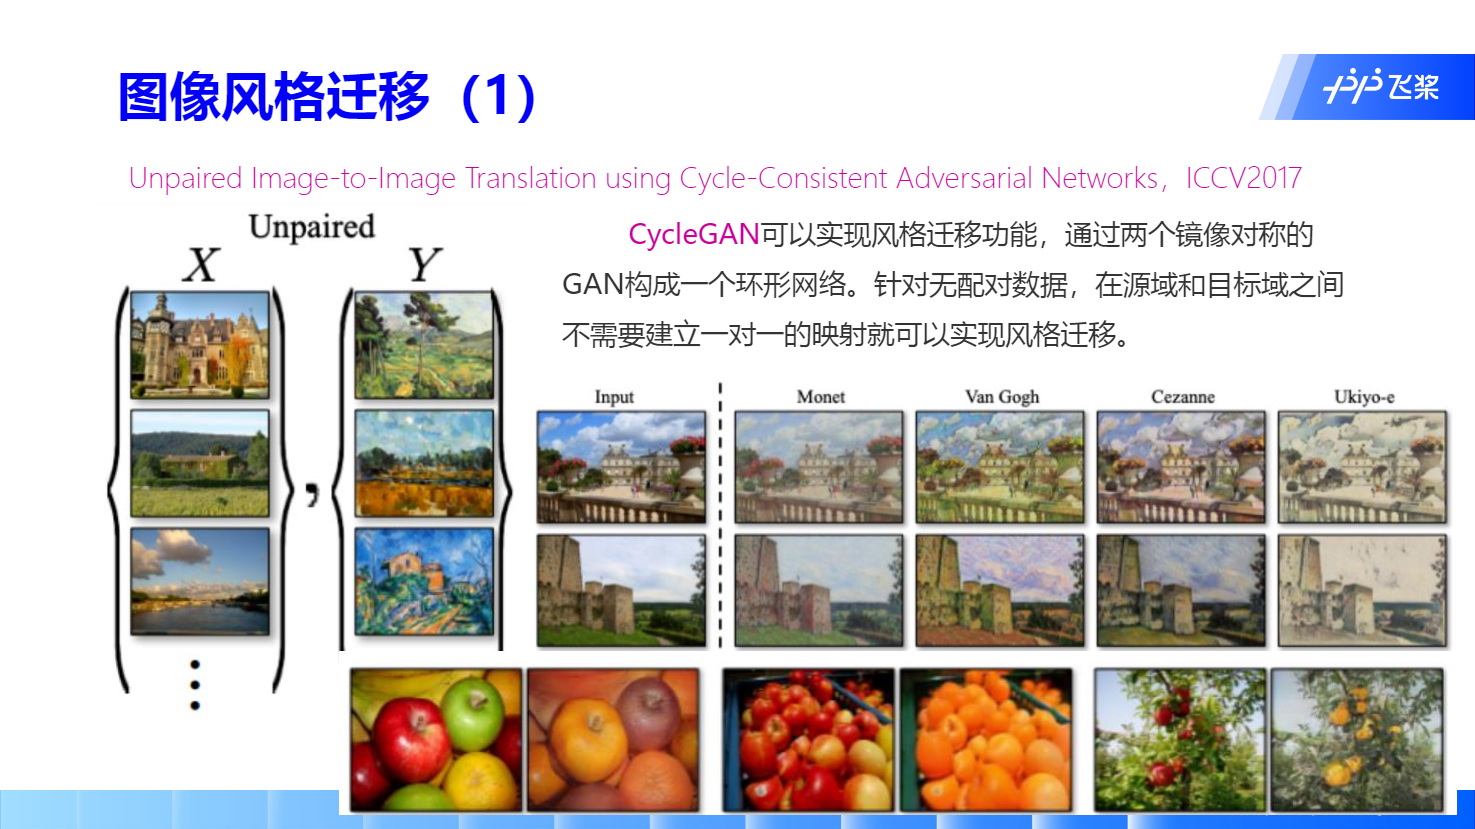 图像风格迁移（1）
飞桨
Unpaired Image-to-Image Translation using Cycle-Consistent Adversarial Networks，ICCV2017
Unpaired
X Y
CycleGAN可以实现风格迁移功能，通过两个镜像对称的
GAN构成一个环形网络。针对无配对数据，在源域和目标域之间
不需要建立一对一的映射就可以实现风格迁移。
Input Monet Van Gogh Cezanne Ukiyo-e